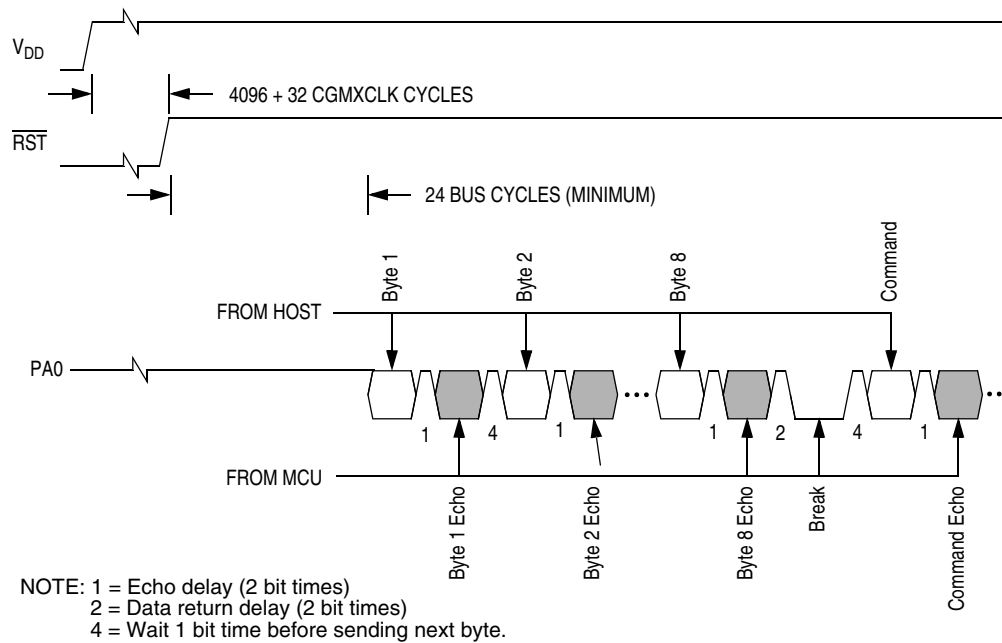 VDD
4096 + 32 CGMXCLK CYCLES
RST
24 BUS CYCLES (MINIMUM)
Byte 1
Byte 2
Byte 8
Command
FROM HOST
PA0
1
4
1
1
2
4
1
FROM MCU
Byte 1 Echo
Byte 2 Echo
Byte 8 Echo
Break
Command Echo
NOTE: 1 = Echo delay (2 bit times)
2 = Data return delay (2 bit times)
4 = Wait 1 bit time before sending next byte.